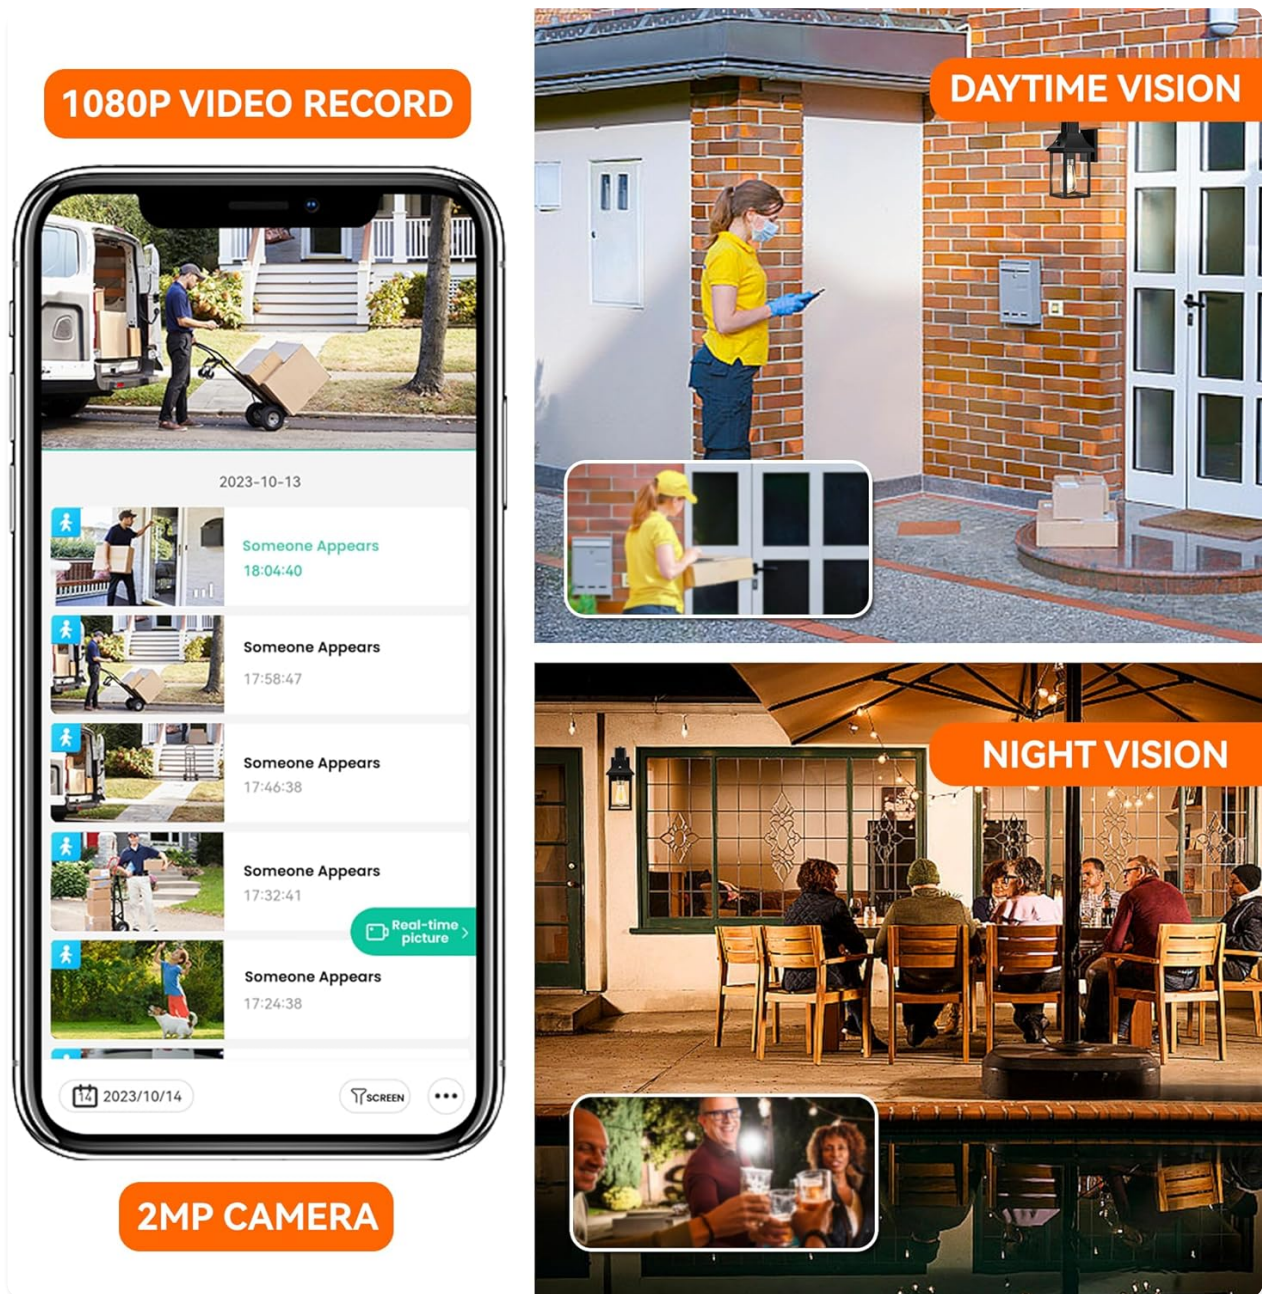 1080P VIDEO RECORD
2023-10-13
Someone Appears
18:04:40
Someone Appears
17:58:47
Someone Appears
17:46:38
Someone Appears
17:32:41
Real-time
picture
Someone Appears
17:24:38
14
2023/10/14
SCREEN
2MP CAMERA
DAYTIME VISION
NIGHT VISION